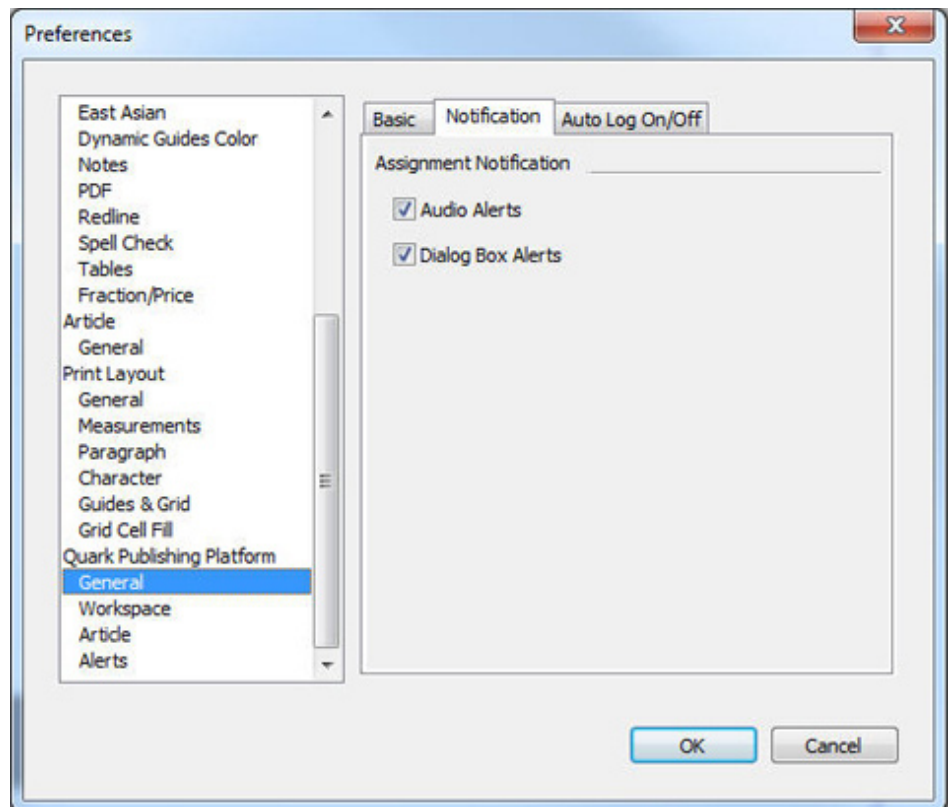 Preferences
East Asian
Dynamic Guides Color
Notes
PDF
Redline
Spell Check
Tables
Fraction/Price
Article
General
Print Layout
General
Measurements
Paragraph
Character
Guides & Grid
Grid Cell Fill
Quark Publishing Platform
General
Workspace
Article
Alerts
Basic Notification Auto Log On/Off
Assignment Notification
Audio Alerts
Dialog Box Alerts
OK Cancel